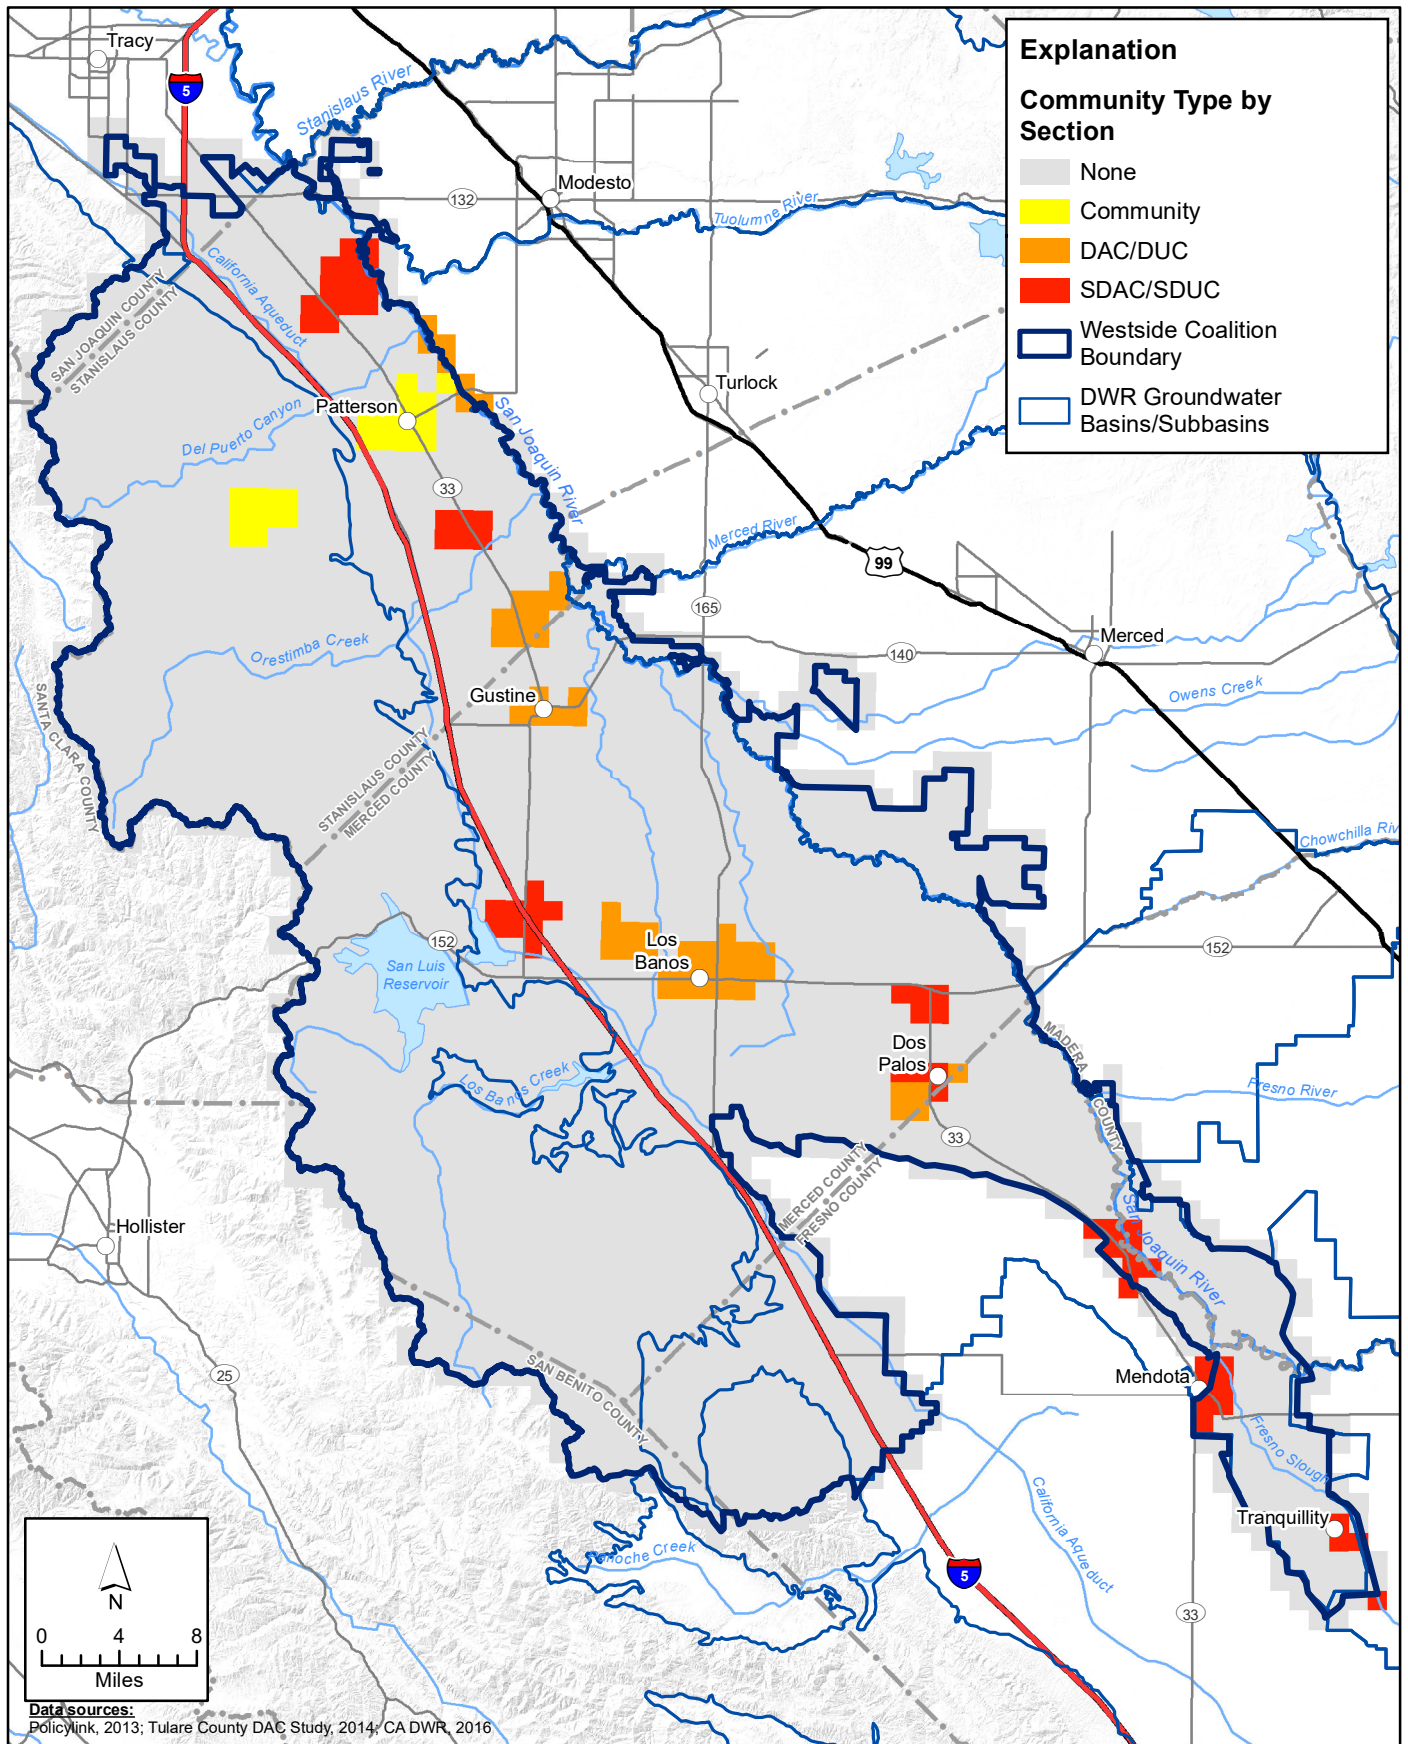 Tracy
5
Stanislaus River
132
Modesto
Tuolumne River
Explanation
Community Type by
Section
None
Community
DAC/DUC
SDAC/SDUC
Westside Coalition
Boundary
DWR Groundwater
Basins/Subbasins
California Aqueduct
SAN JOAQUIN COUNTY
STANISLAUS COUNTY
Turlock
Patterson
Del Puerto Canyon
San Joaquin River
33
Merced River
99
165
Merced
140
Orestimba Creek
Owens Creek
Gustine
SANTA CLARA COUNTY
STANISLAUS COUNTY
MERCED COUNTY
Chowchilla Riv
152
Los
Banos
152
San Luis
Reservoir
Dos
Palos
MADERA
COUNTY
Los Banos Creek
Fresno River
33
MERCED COUNTY
FRESNO COUNTY
Hollister
San Joaquin River
25
SAN BENITO COUNTY
Mendota
Fresno Slough
California Aqueduct
Tranquillity
Panoche Creek
5
33
N
0 4 8
Miles
Data sources:
Policylink, 2013; Tulare County DAC Study, 2014; CA DWR, 2016